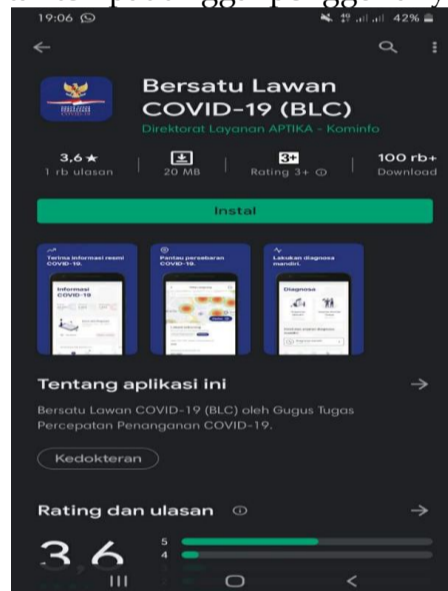 19:06 42%
Bersatu Lawan
COVID-19 (BLC)
Direktorat Layanan APTIKA - Kominfo
3,6★ 3+ 100 rb+
1 rb ulasan 20 MB Rating 3+ Download
Instal
Terima informasi resmi COVID-19.
Pantau persebaran COVID-19.
Lakukan diagnosa mandiri.
Informasi COVID-19
Diagnosa
Tentang aplikasi ini
Bersatu Lawan COVID-19 (BLC) oleh Gugus Tugas
Percepatan Penanganan COVID-19.
Kedokteran
Rating dan ulasan
3,6
5
4